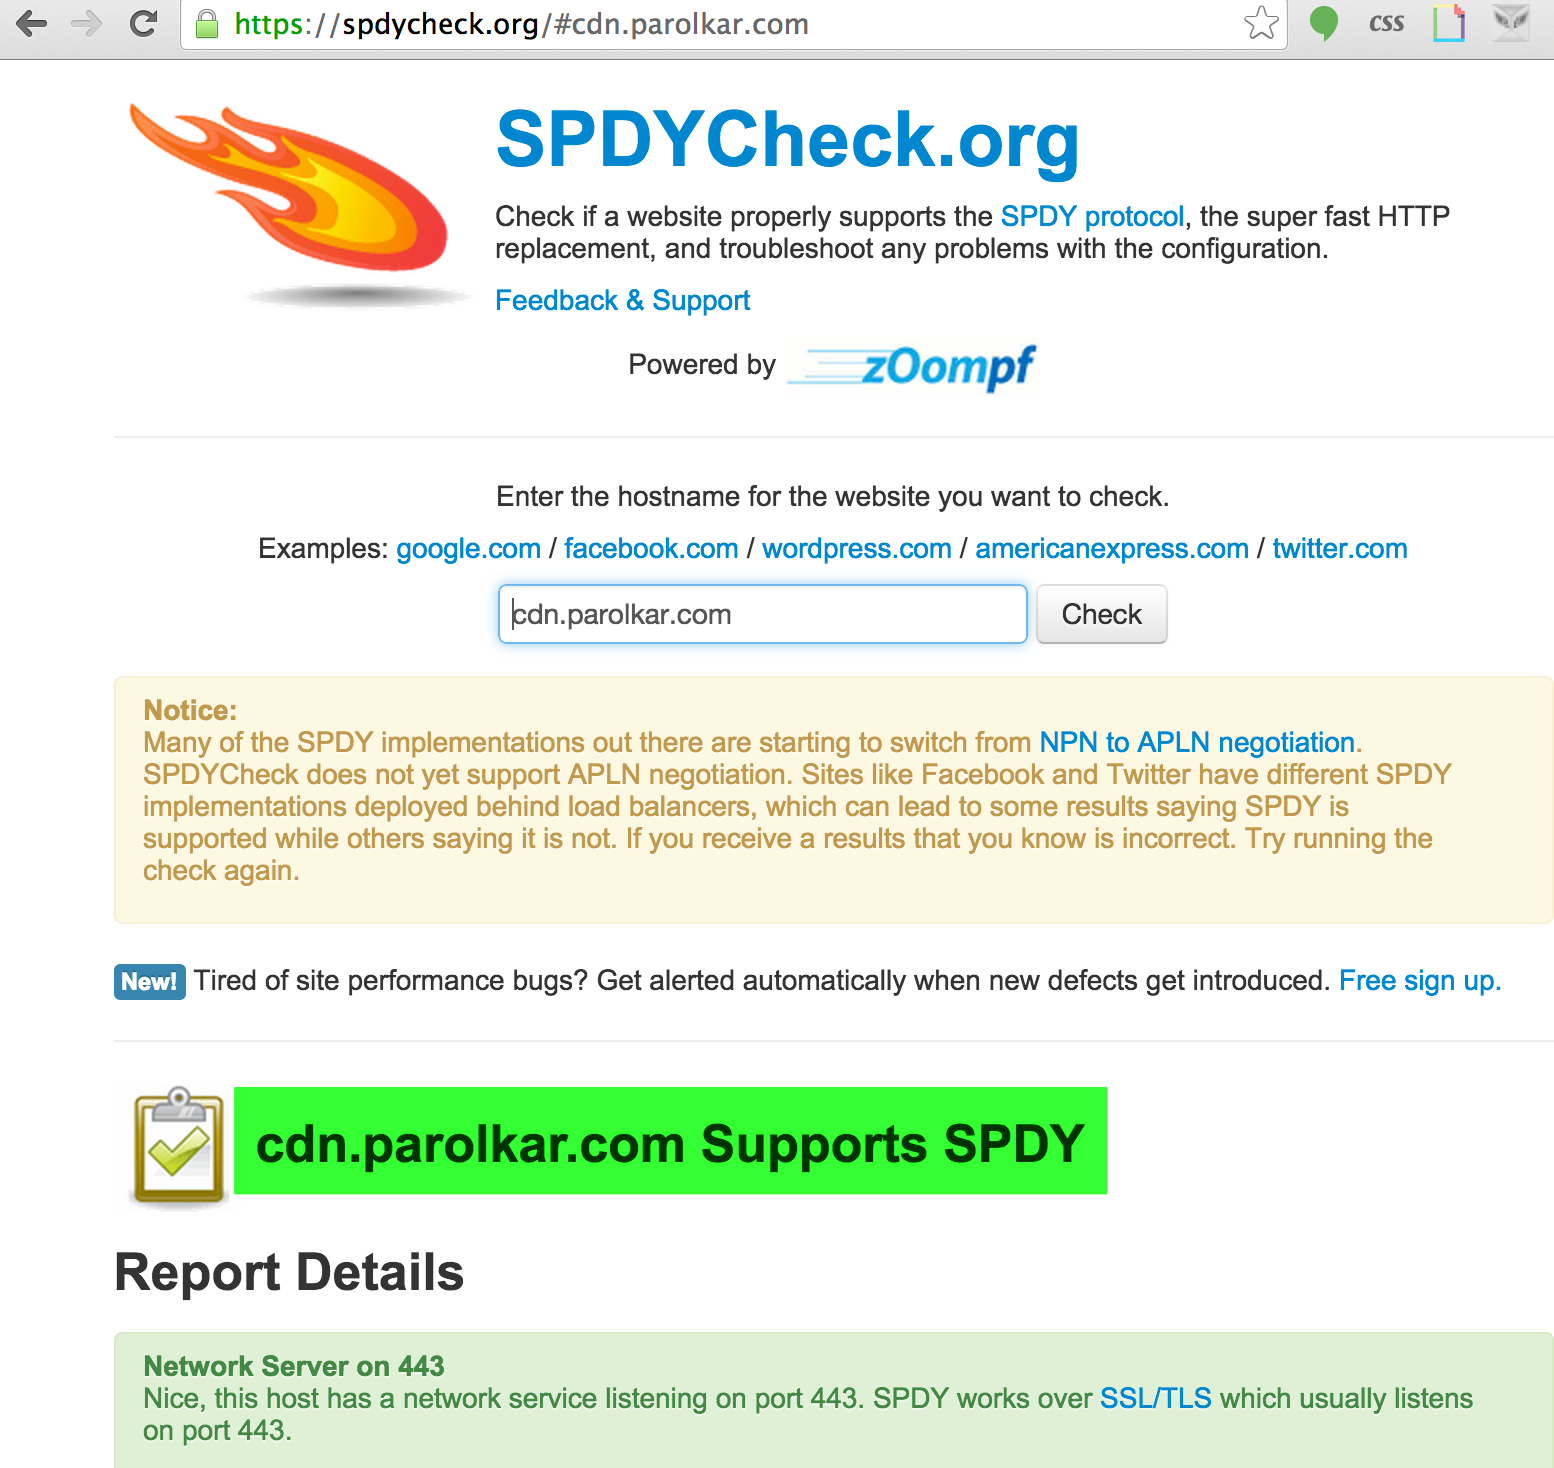 https://spdycheck.org/#cdn.parolkar.com
css
SPDYCheck.org
Check if a website properly supports the SPDY protocol, the super fast HTTP
replacement, and troubleshoot any problems with the configuration.
Feedback & Support
Powered by zOompf
Enter the hostname for the website you want to check.
Examples: google.com / facebook.com / wordpress.com / americanexpress.com / twitter.com
cdn.parolkar.com Check
Notice:
Many of the SPDY implementations out there are starting to switch from NPN to APLN negotiation.
SPDYCheck does not yet support APLN negotiation. Sites like Facebook and Twitter have different SPDY
implementations deployed behind load balancers, which can lead to some results saying SPDY is
supported while others saying it is not. If you receive a results that you know is incorrect. Try running the
check again.
New! Tired of site performance bugs? Get alerted automatically when new defects get introduced. Free sign up.
cdn.parolkar.com Supports SPDY
Report Details
Network Server on 443
Nice, this host has a network service listening on port 443. SPDY works over SSL/TLS which usually listens
on port 443.